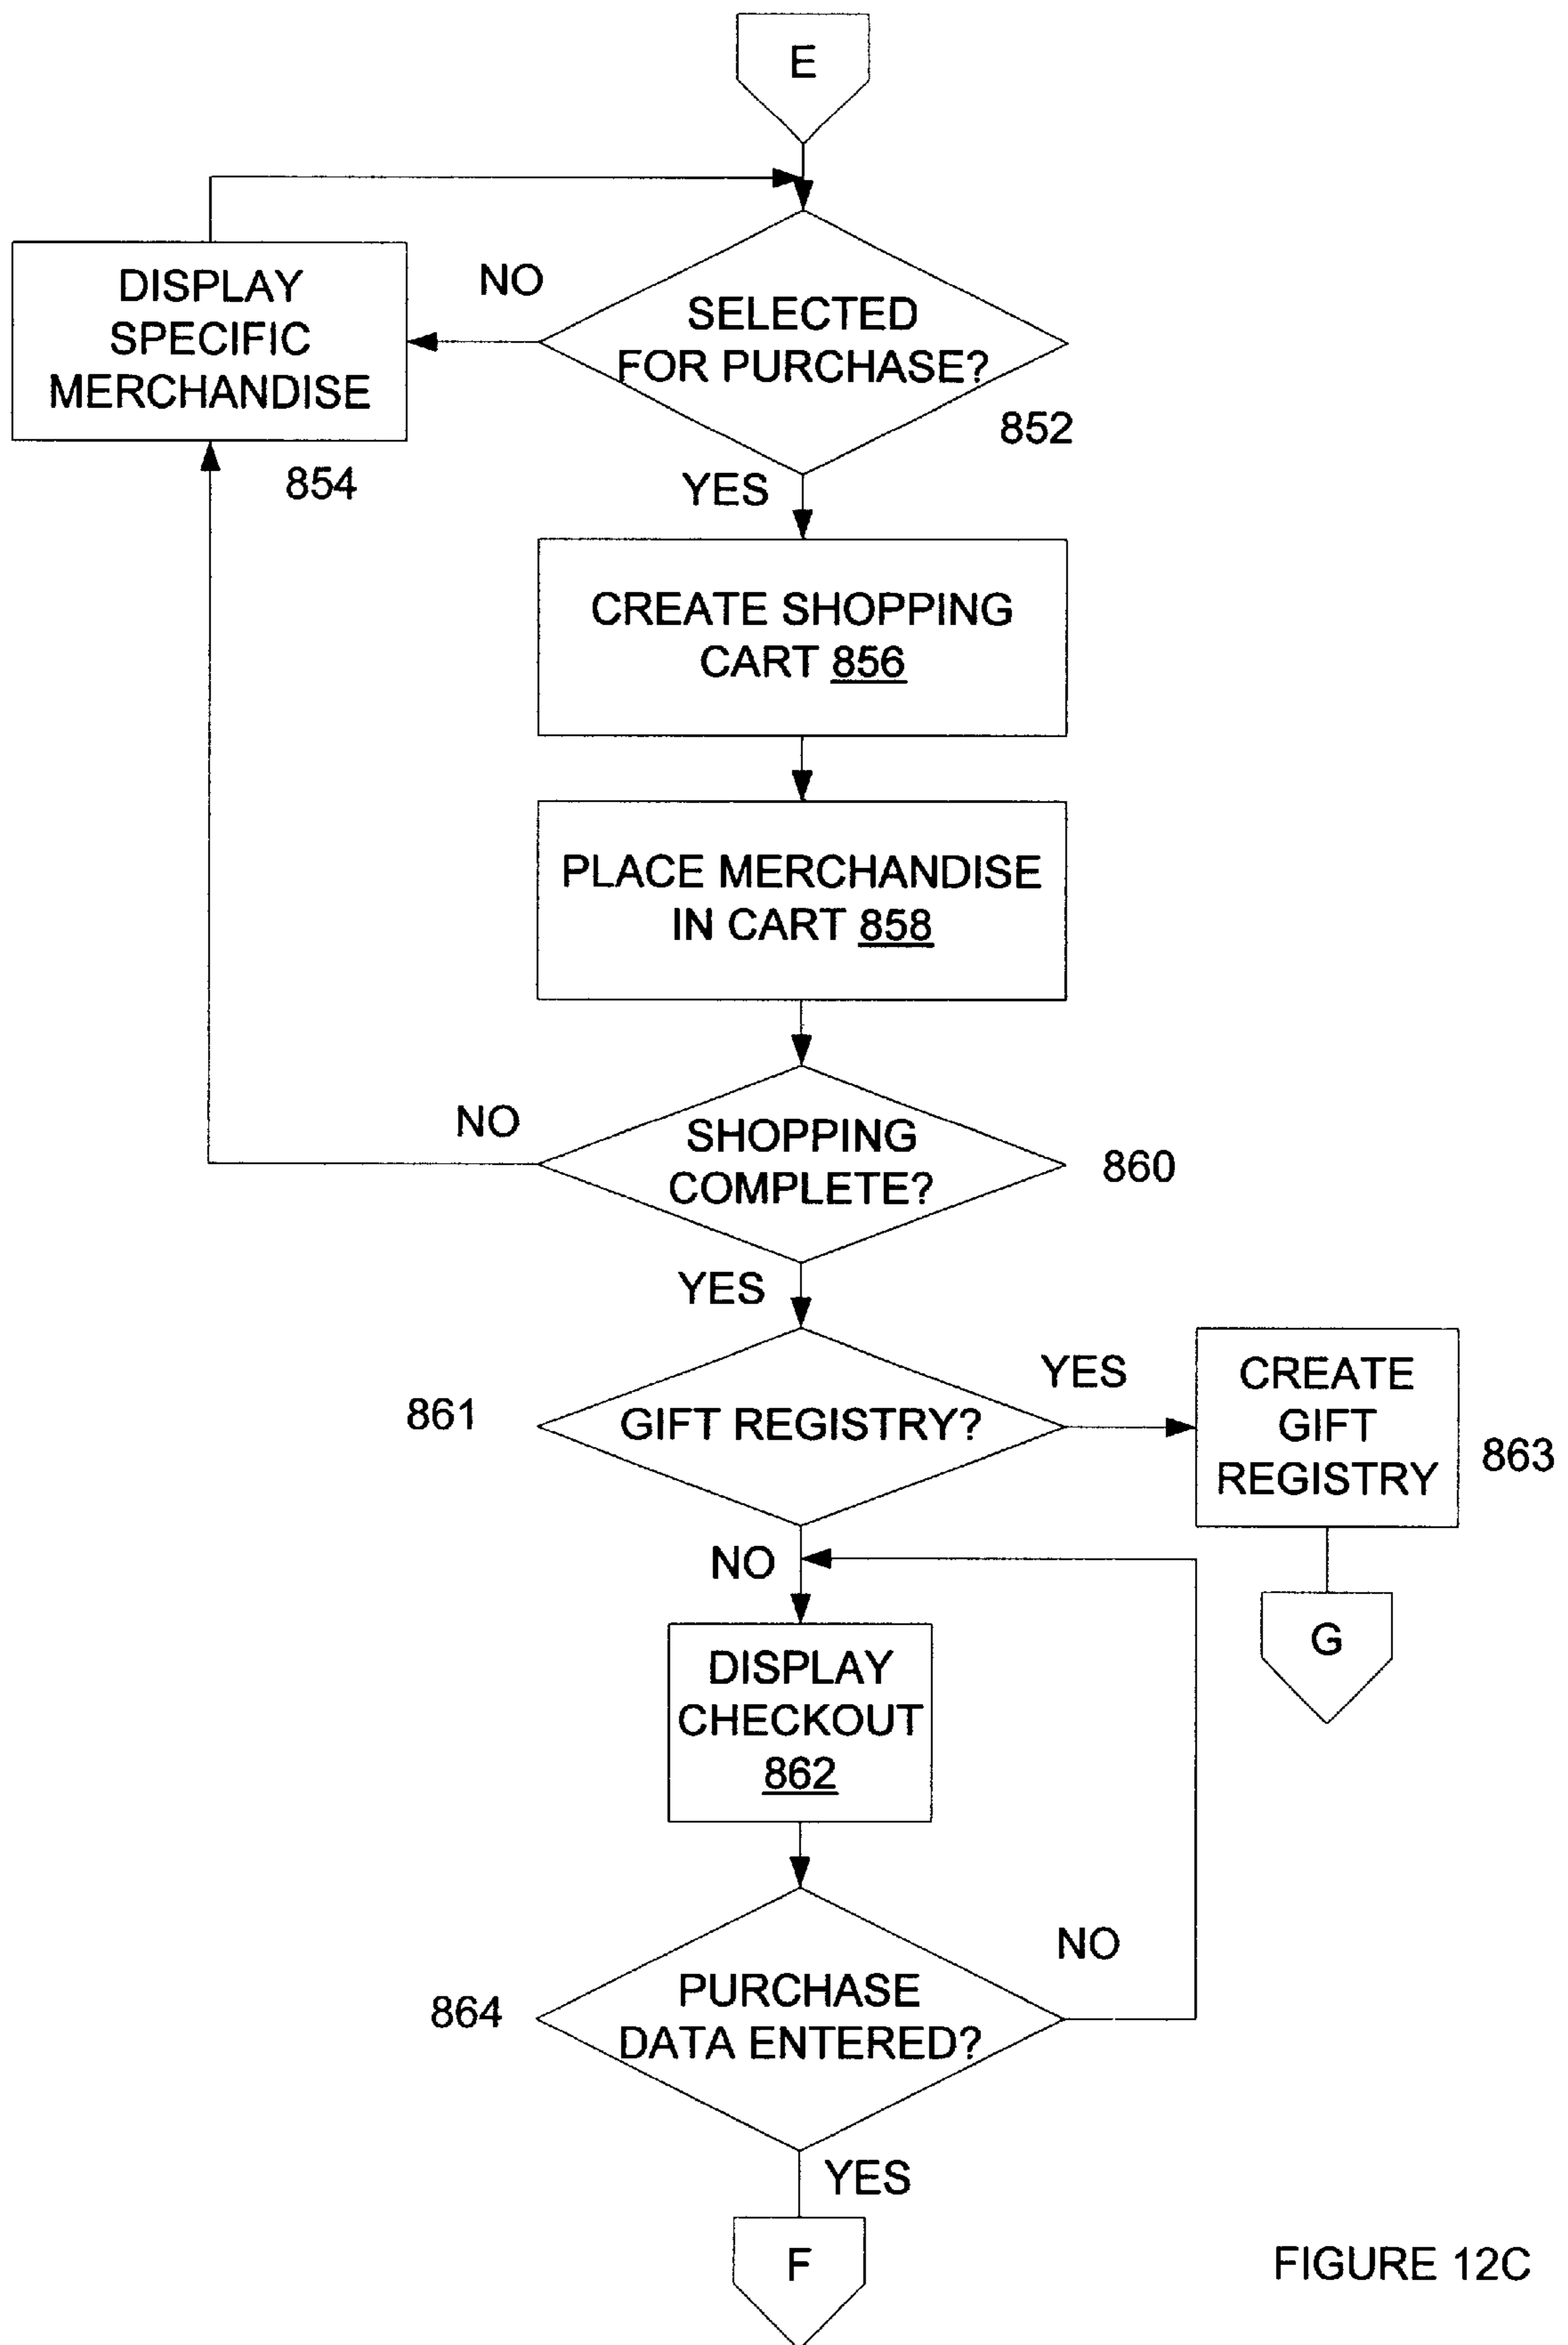 E
NO
DISPLAY
SPECIFIC
MERCHANDISE
854
SELECTED
FOR PURCHASE?
852
YES
CREATE SHOPPING
CART 856
PLACE MERCHANDISE
IN CART 858
NO
SHOPPING
COMPLETE?
860
YES
861
GIFT REGISTRY?
YES
CREATE
GIFT
REGISTRY
863
NO
G
DISPLAY
CHECKOUT
862
NO
864
PURCHASE
DATA ENTERED?
YES
F
FIGURE 12C